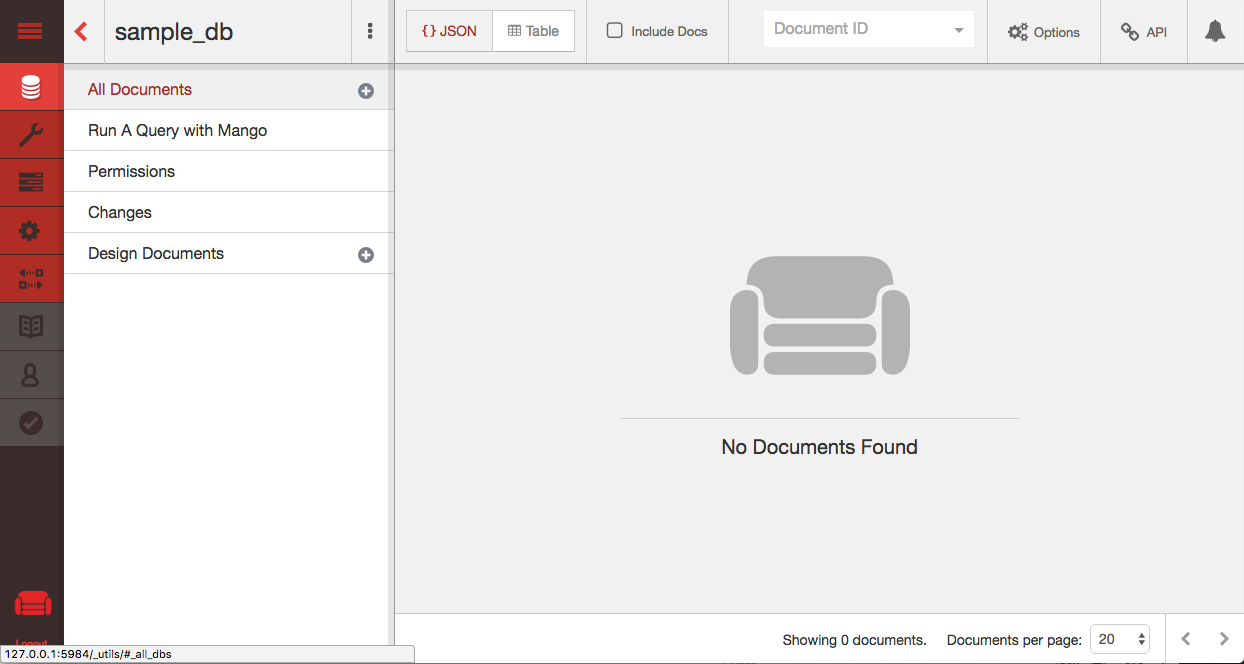 sample_db
{ } JSON
Table
Include Docs
Document ID
Options
API
All Documents
Run A Query with Mango
Permissions
Changes
Design Documents
No Documents Found
Showing 0 documents.
Documents per page: 20
Logout
127.0.0.1:5984/_utils/#_all_dbs